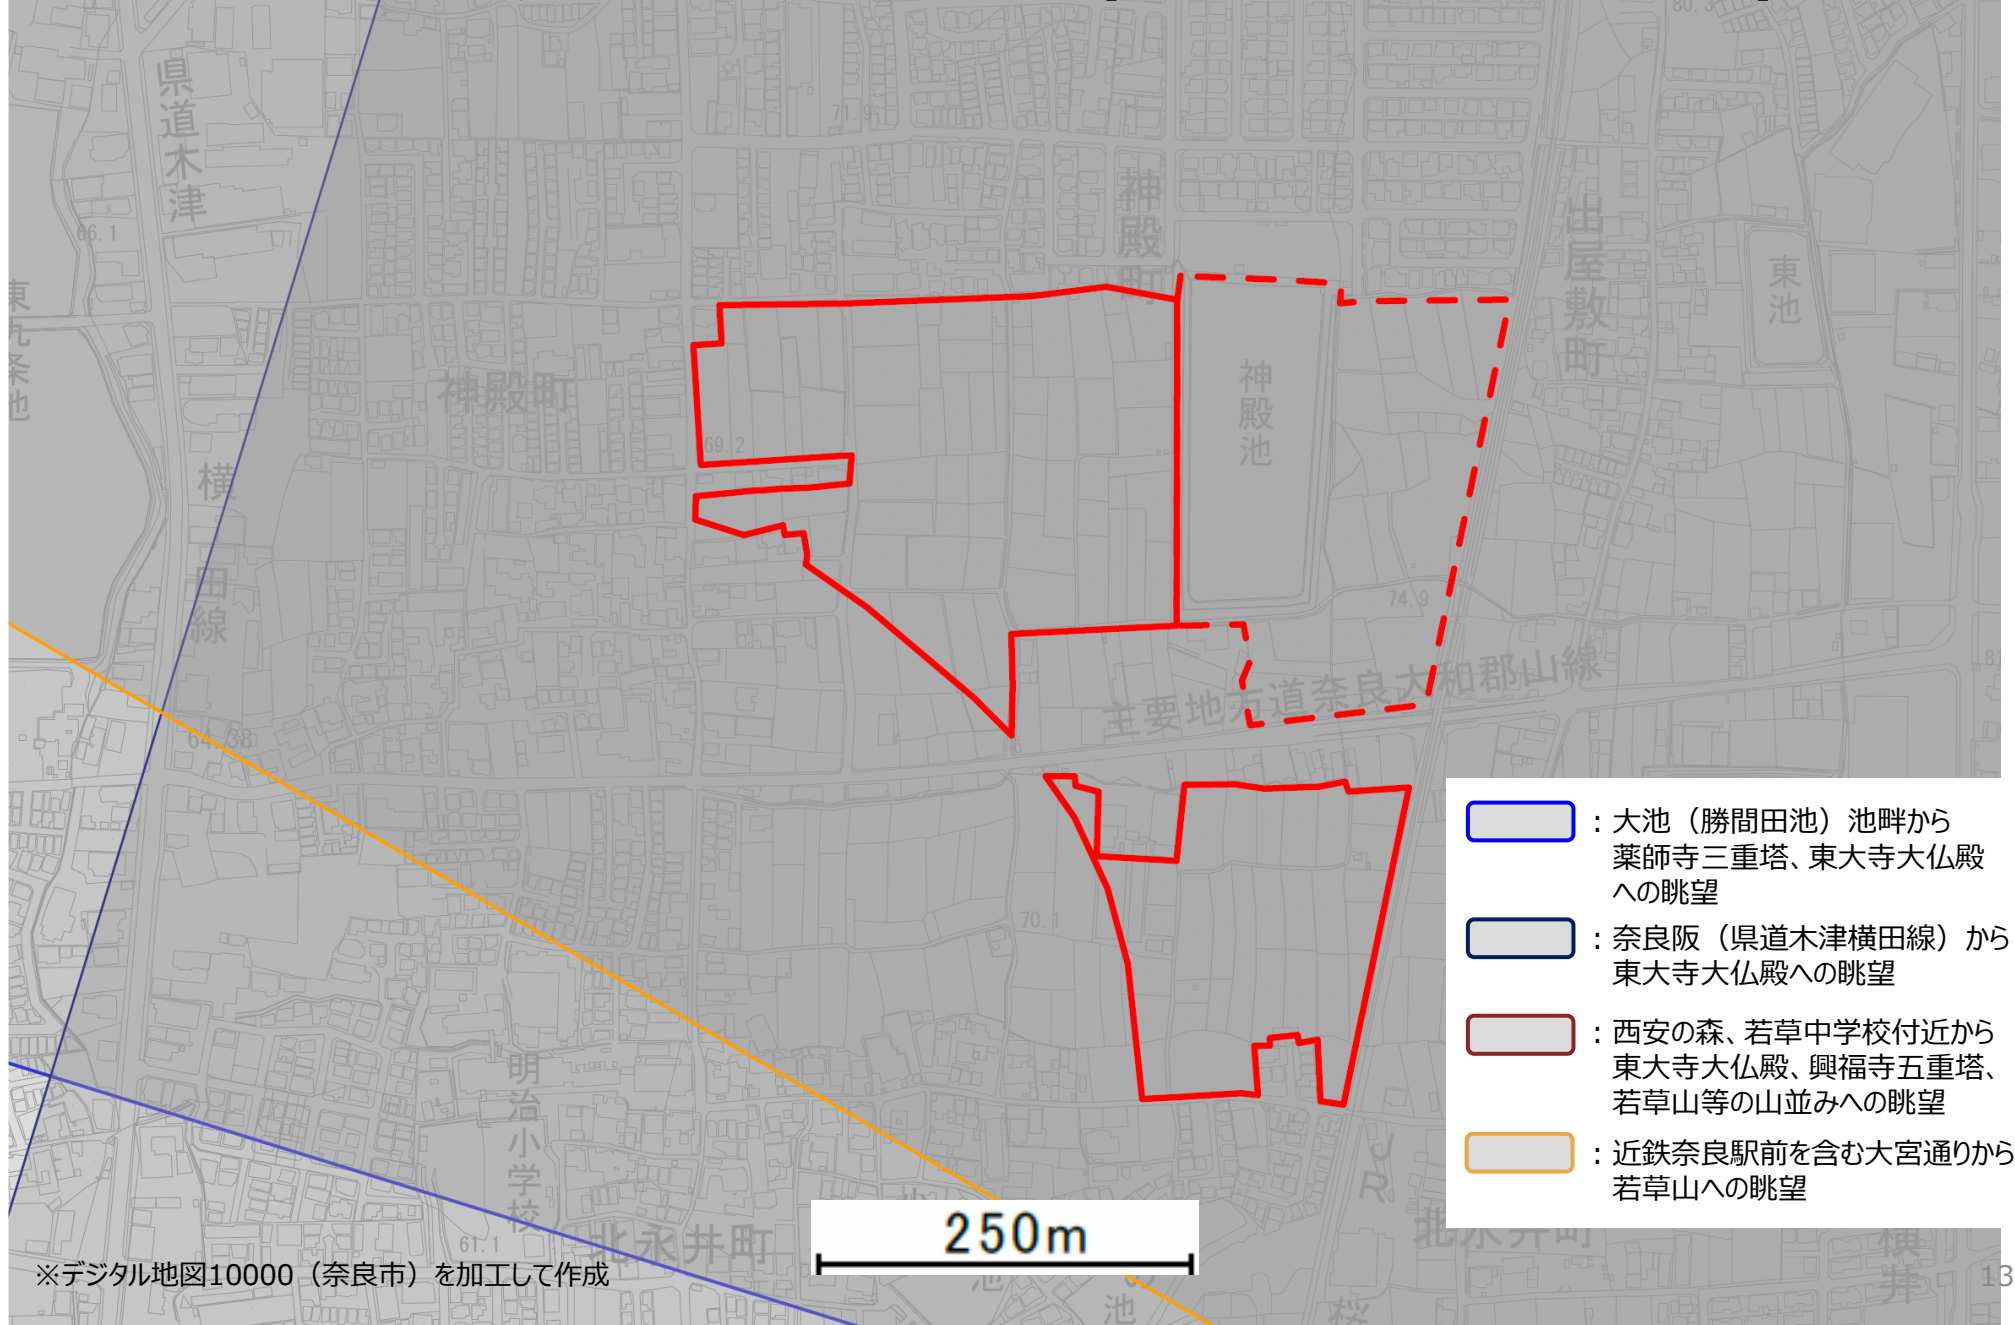 80.3
県道木津
71.9
神殿町
66.1
出屋敷町
東池
東九条池
神殿町
神殿池
69.2
横田線
74.9
主要地方道奈良大和郡山線
81
64.38
：大池（勝間田池）池畔から
薬師寺三重塔、東大寺大仏殿
への眺望
：奈良阪（県道木津横田線）から
東大寺大仏殿への眺望
：西安の森、若草中学校付近から
東大寺大仏殿、興福寺五重塔、
若草山等の山並みへの眺望
：近鉄奈良駅前を含む大宮通りから
若草山への眺望
70.1
明治小学校
JR
桜
250m
61.1
北永井町
北永井町
横井
池
池
※デジタル地図10000（奈良市）を加工して作成
13